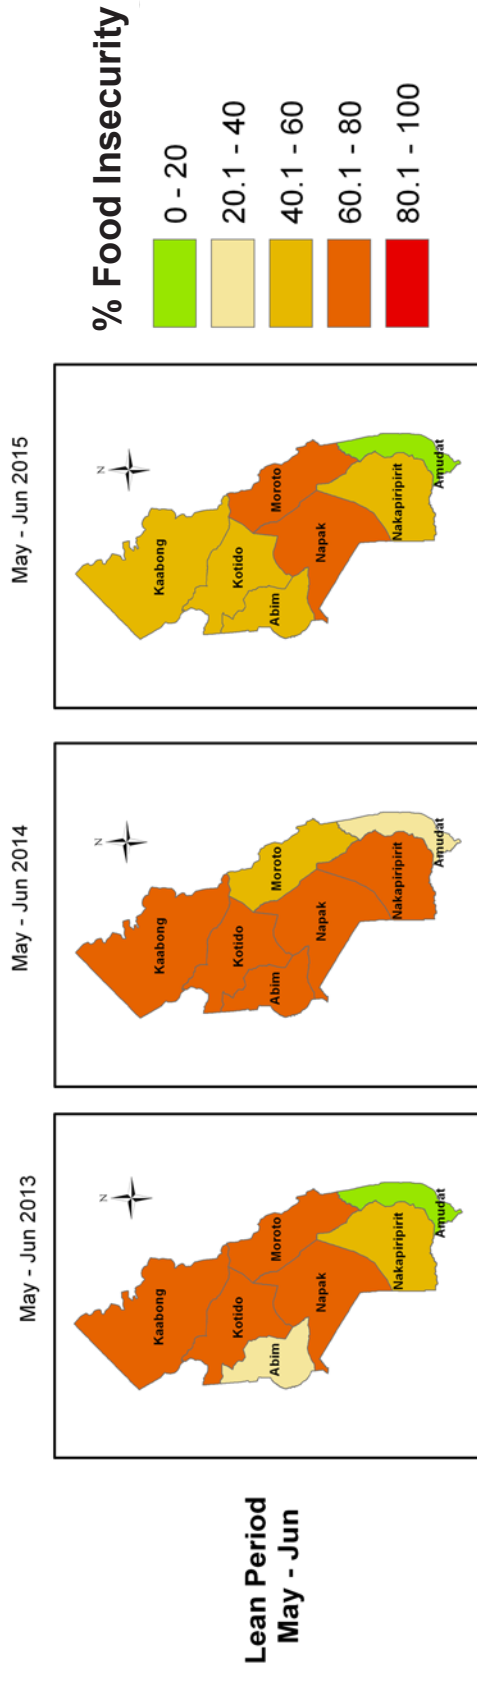 Lean Period
May - Jun
May - Jun 2013
N
Kaabong
Kotido
Abim
Moroto
Napak
Nakapiripirit
Amudat
May - Jun 2014
N
Kaabong
Kotido
Abim
Moroto
Napak
Nakapiripirit
Amudat
May - Jun 2015
N
Kaabong
Kotido
Abim
Moroto
Napak
Nakapiripirit
Amudat
% Food Insecurity
0 - 20
20.1 - 40
40.1 - 60
60.1 - 80
80.1 - 100